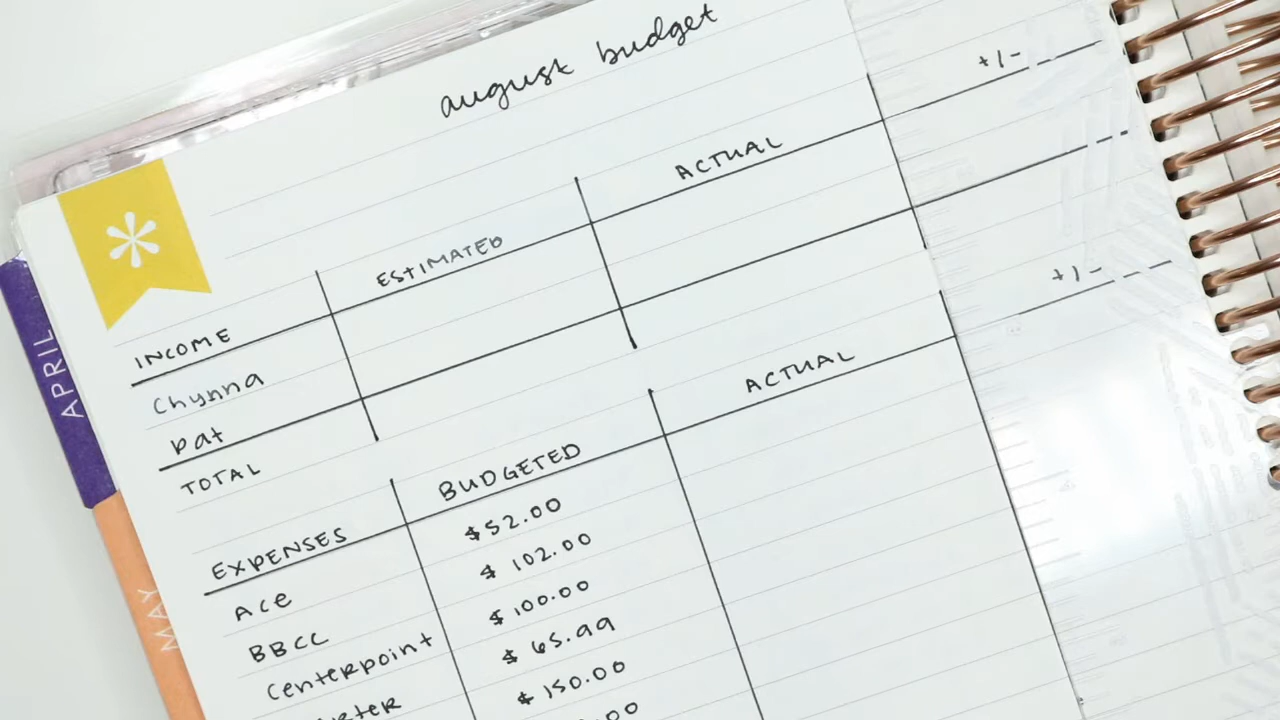 august budget
ESTIMATED ACTUAL +/-
INCOME
Chynna
pat
TOTAL
EXPENSES BUDGETED ACTUAL +/-
Ace $52.00
BBCC $102.00
Centerpoint $100.00
$65.99
$150.00
APRIL
MAY